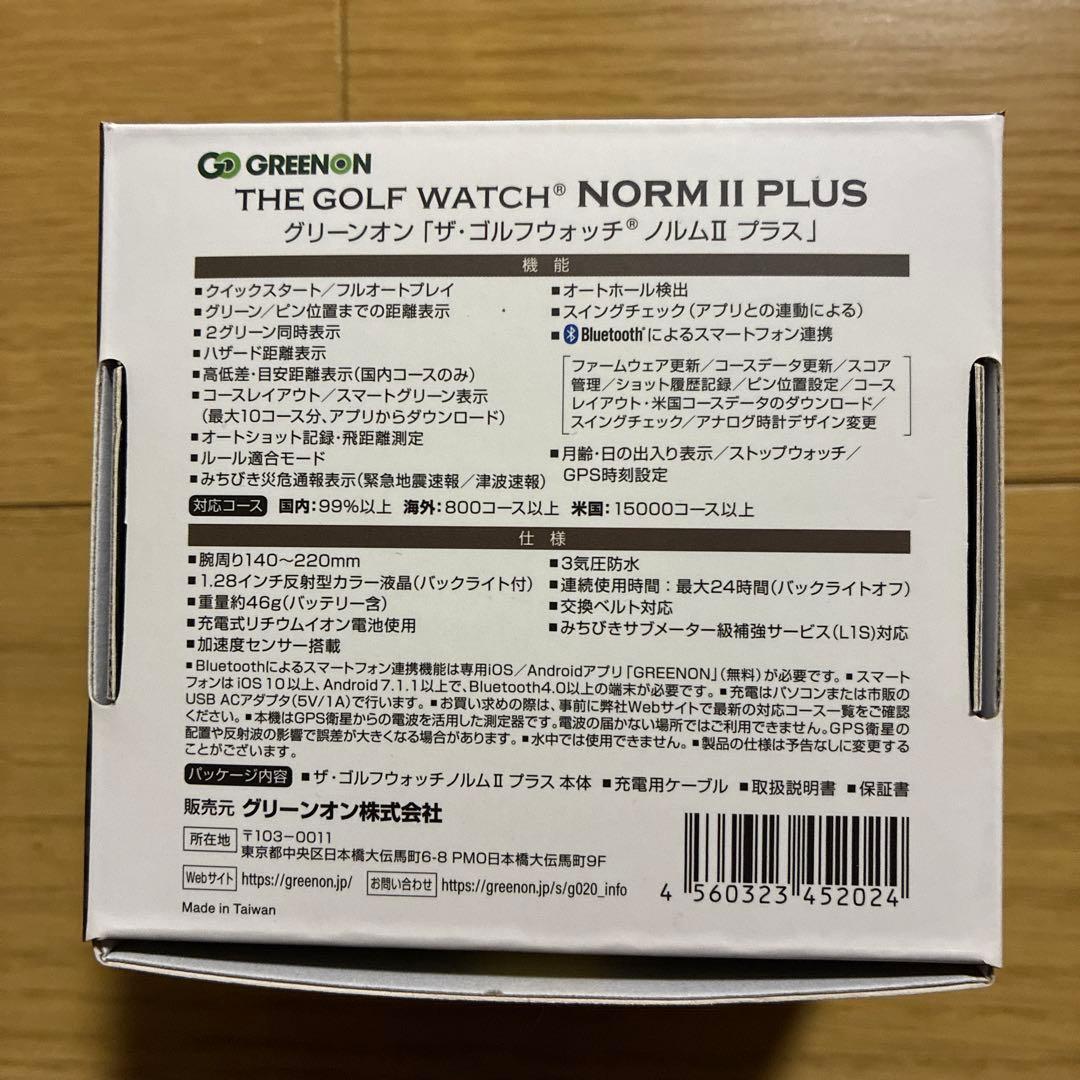 GREENON
THE GOLF WATCH® NORM II PLUS
グリーンオン「ザ・ゴルフウォッチ® ノルムⅡ プラス」
機能
■クイックスタート／フルオートプレイ
■グリーン／ピン位置までの距離表示
■2グリーン同時表示
■ハザード距離表示
■高低差・目安距離表示(国内コースのみ)
■コースレイアウト／スマートグリーン表示
(最大10コース分、アプリからダウンロード)
■オートショット記録・飛距離測定
■ルール適合モード
■みちびき災危通報表示(緊急地震速報／津波速報)
■オートホール検出
■スイングチェック(アプリとの連動による)
■Bluetooth®によるスマートフォン連携
ファームウェア更新／コースデータ更新／スコア
管理／ショット履歴記録／ピン位置設定／コース
レイアウト・米国コースデータのダウンロード／
スイングチェック／アナログ時計デザイン変更
■月齢・日の出入り表示／ストップウォッチ／
GPS時刻設定
対応コース 国内：99%以上 海外：800コース以上 米国：15000コース以上
仕様
■腕周り140～220mm
■1.28インチ反射型カラー液晶(バックライト付)
■重量約46g(バッテリー含)
■充電式リチウムイオン電池使用
■加速度センサー搭載
■3気圧防水
■連続使用時間：最大24時間(バックライトオフ)
■交換ベルト対応
■みちびきサブメーター級補強サービス(L1S)対応
■Bluetoothによるスマートフォン連携機能は専用iOS／Androidアプリ「GREENON」(無料)が必要です。■スマート
フォンは iOS 10以上、Android 7.1.1以上で、Bluetooth4.0以上の端末が必要です。■充電はパソコンまたは市販の
USB ACアダプタ(5V/1A)で行います。■お買い求めの際は、事前に弊社Webサイトで最新の対応コース一覧をご確認
ください。■本機はGPS衛星からの電波を活用した測定器です。電波の届かない場所ではご利用できません。GPS衛星の
配置や反射波の影響で誤差が大きくなる場合があります。■水中では使用できません。■製品の仕様は予告なしに変更する
ことがございます。
パッケージ内容 ■ザ・ゴルフウォッチノルムⅡ プラス 本体 ■充電用ケーブル ■取扱説明書 ■保証書
販売元 グリーンオン株式会社
所在地 〒103-0011
東京都中央区日本橋大伝馬町6-8 PMO日本橋大伝馬町9F
Webサイト https://greenon.jp/ お問い合わせ https://greenon.jp/s/g020_info
Made in Taiwan
4 560323 452024